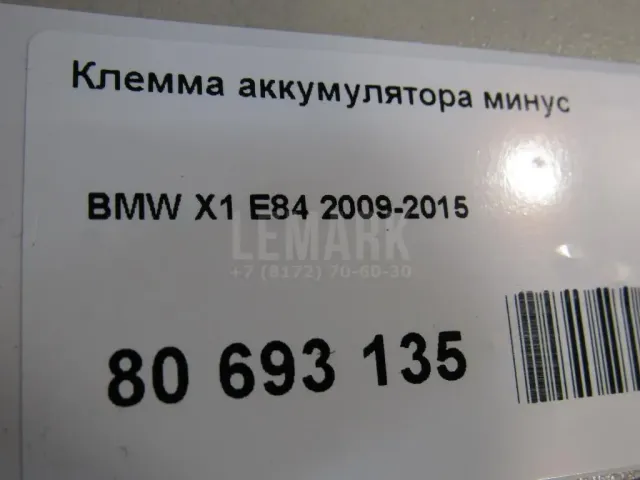 Клемма аккумулятора минус
BMW X1 E84 2009-2015
LEMARK
+7 (8172) 70-60-30
80 693 135